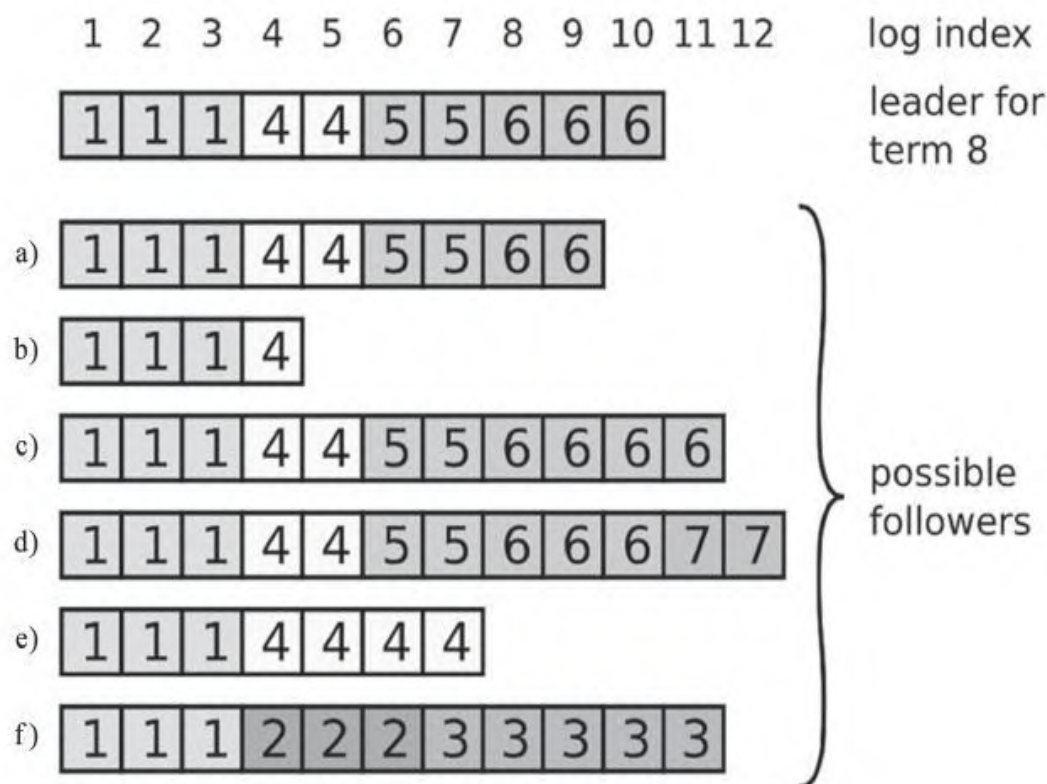 1 2 3 4 5 6 7 8 9 10 11 12 log index
1 1 1 4 4 5 5 6 6 6 leader for
term 8
a) 1 1 1 4 4 5 5 6 6
b) 1 1 1 4
c) 1 1 1 4 4 5 5 6 6 6 6
d) 1 1 1 4 4 5 5 6 6 6 7 7
possible
followers
e) 1 1 1 4 4 4 4
f) 1 1 1 2 2 2 3 3 3 3 3